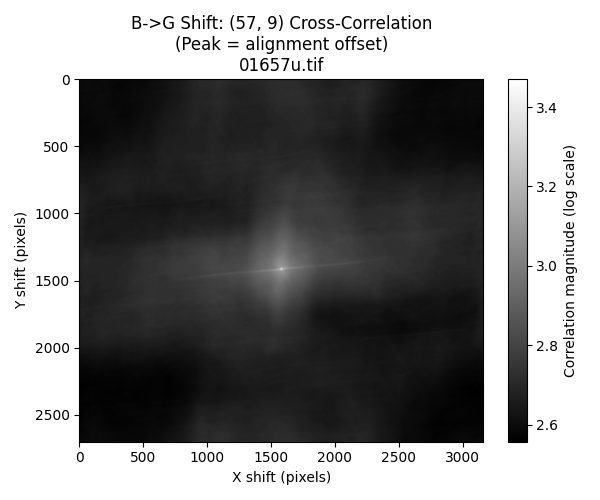 B->G Shift: (57, 9) Cross-Correlation
(Peak = alignment offset)
01657u.tif
0
500
1000
1500
2000
2500
Y shift (pixels)
0 500 1000 1500 2000 2500 3000
X shift (pixels)
3.4
3.2
3.0
2.8
2.6
Correlation magnitude (log scale)